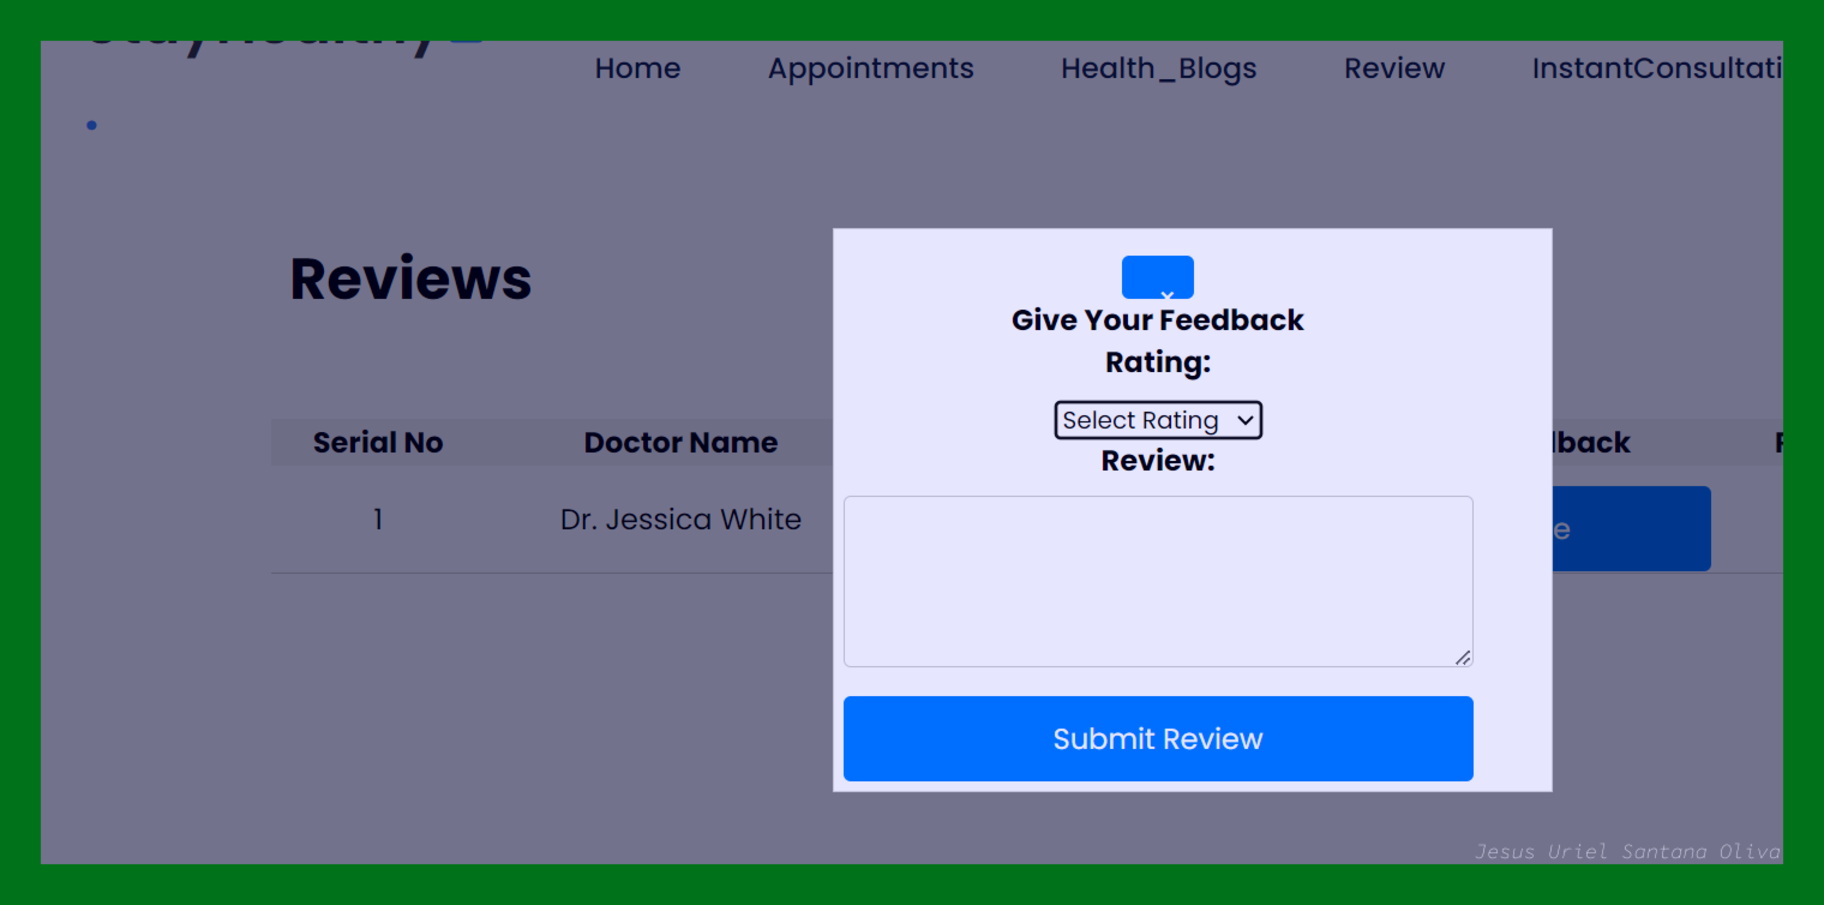 StayHealthy
Home Appointments Health_Blogs Review InstantConsultati
Reviews
×
Give Your Feedback
Rating:
Select Rating
Review:
Serial No Doctor Name lback
1 Dr. Jessica White e
Submit Review
Jesus Uriel Santana Oliva